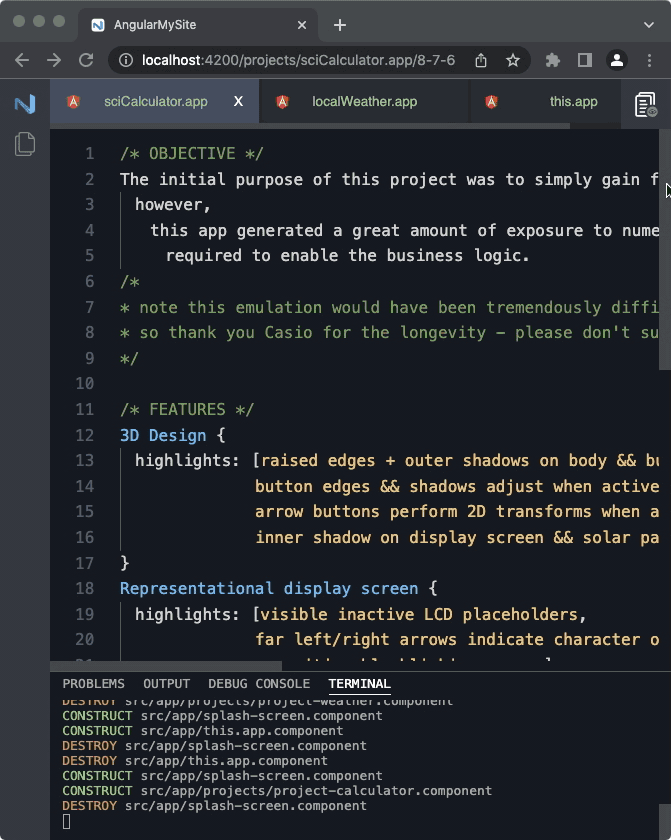 AngularMySite
localhost:4200/projects/sciCalculator.app/8-7-6
sciCalculator.app X localWeather.app this.app
1 /* OBJECTIVE */
2 The initial purpose of this project was to simply gain f
3 however,
4 this app generated a great amount of exposure to nume
5 required to enable the business logic.
6 /*
7 * note this emulation would have been tremendously diffi
8 * so thank you Casio for the longevity – please don't su
9 */
10
11 /* FEATURES */
12 3D Design {
13 highlights: [raised edges + outer shadows on body && bu
14 button edges && shadows adjust when active
15 arrow buttons perform 2D transforms when a
16 inner shadow on display screen && solar pa
17 }
18 Representational display screen {
19 highlights: [visible inactive LCD placeholders,
20 far left/right arrows indicate character o
PROBLEMS OUTPUT DEBUG CONSOLE TERMINAL
DESTROY src/app/projects/project-weather.component
CONSTRUCT src/app/splash-screen.component
CONSTRUCT src/app/this.app.component
DESTROY src/app/splash-screen.component
DESTROY src/app/this.app.component
CONSTRUCT src/app/splash-screen.component
CONSTRUCT src/app/projects/project-calculator.component
DESTROY src/app/splash-screen.component